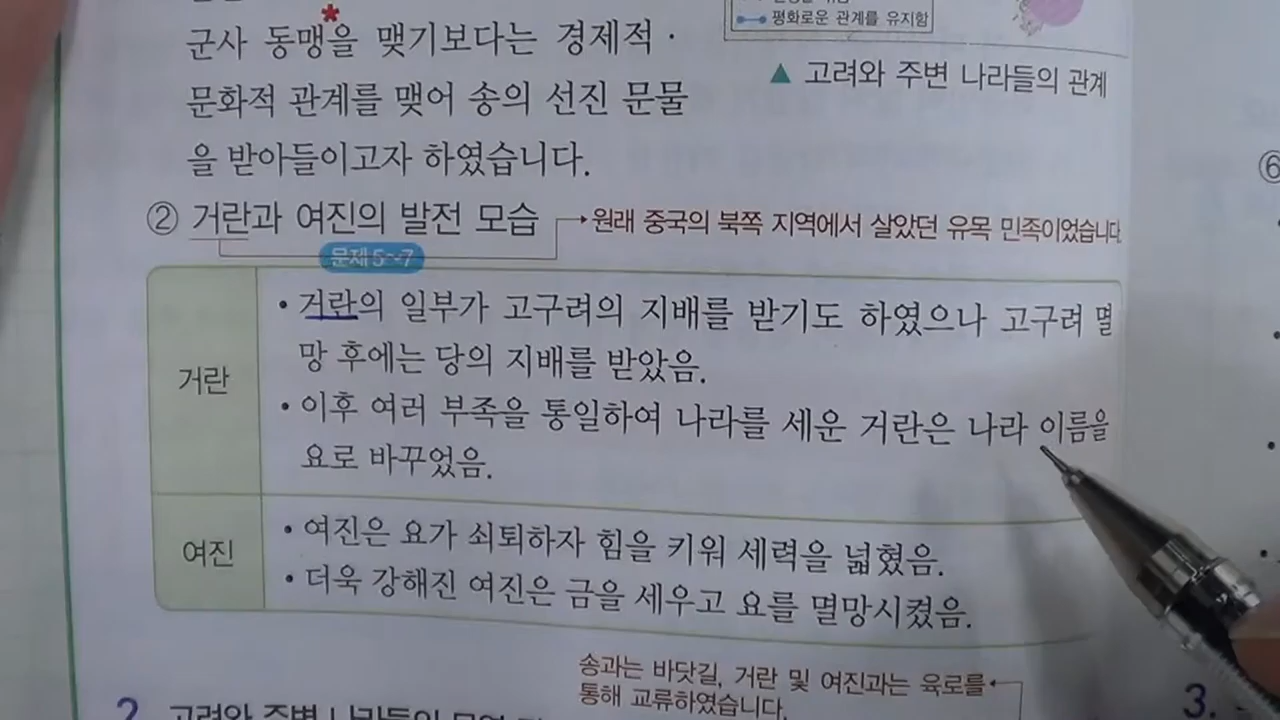 평화로운 관계를 유지함
군사 동맹을 맺기보다는 경제적·
▲ 고려와 주변 나라들의 관계
문화적 관계를 맺어 송의 선진 문물
을 받아들이고자 하였습니다.
② 거란과 여진의 발전 모습
원래 중국의 북쪽 지역에서 살았던 유목 민족이었습니다.
문제 5~7
거란
• 거란의 일부가 고구려의 지배를 받기도 하였으나 고구려 멸
망 후에는 당의 지배를 받았음.
• 이후 여러 부족을 통일하여 나라를 세운 거란은 나라 이름을
요로 바꾸었음.
여진
• 여진은 요가 쇠퇴하자 힘을 키워 세력을 넓혔음.
• 더욱 강해진 여진은 금을 세우고 요를 멸망시켰음.
송과는 바닷길, 거란 및 여진과는 육로를
통해 교류하였습니다.
2 고려와 주변 나라들의
⑥
3.